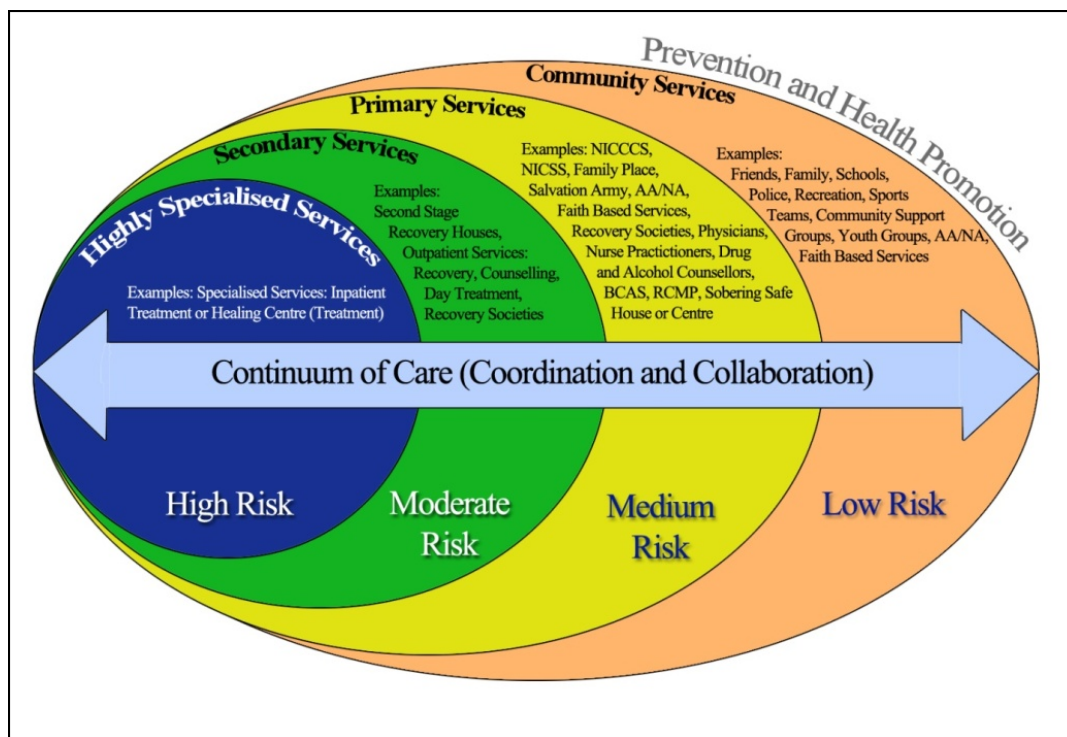 Prevention and Health Promotion
Community Services
Primary Services
Secondary Services
Highly Specialised Services
Examples: Specialised Services: Inpatient
Treatment or Healing Centre (Treatment)
Examples:
Second Stage
Recovery Houses,
Outpatient Services:
Recovery, Counselling,
Day Treatment,
Recovery Societies
Examples: NICCCS,
NICSS, Family Place,
Salvation Army, AA/NA,
Faith Based Services,
Recovery Societies, Physicians,
Nurse Practictioners, Drug
and Alcohol Counsellors,
BCAS, RCMP, Sobering Safe
House or Centre
Examples:
Friends, Family, Schools,
Police, Recreation, Sports
Teams, Community Support
Groups, Youth Groups, AA/NA,
Faith Based Services
Continuum of Care (Coordination and Collaboration)
High Risk
Moderate
Risk
Medium
Risk
Low Risk